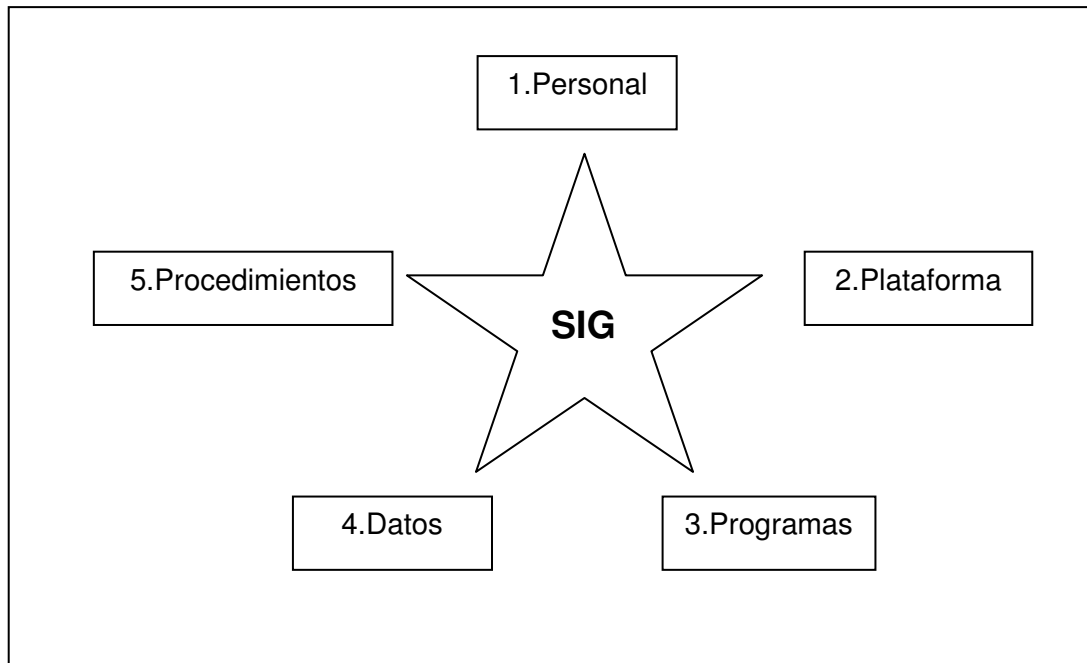 1.Personal
5.Procedimientos
2.Plataforma
SIG
4.Datos
3.Programas